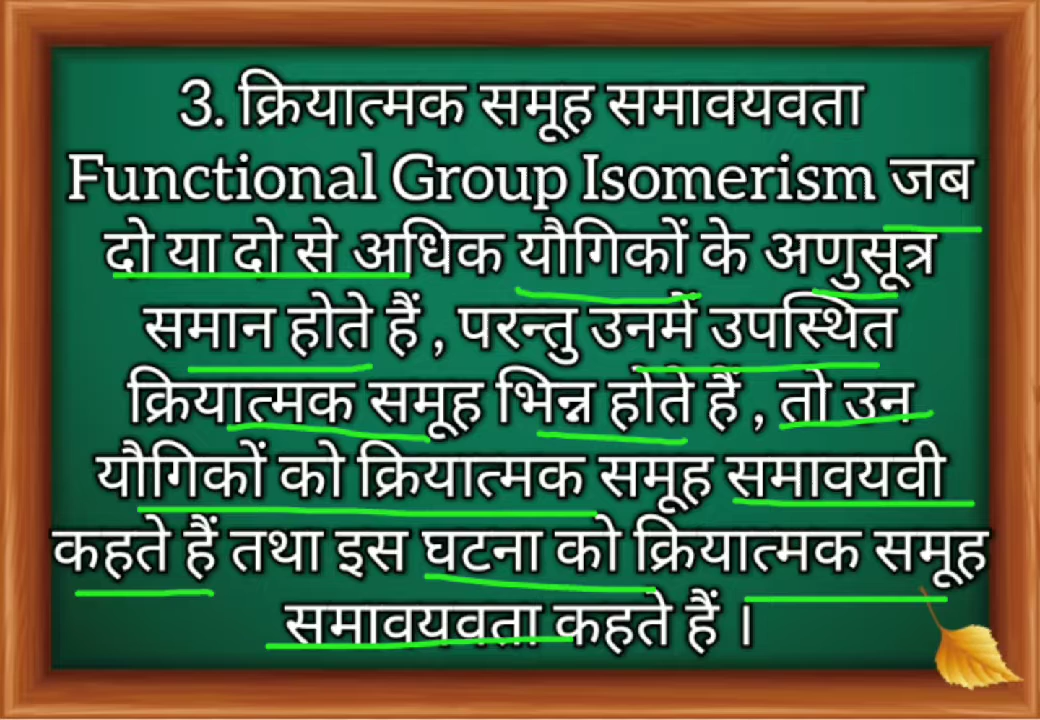 3. क्रियात्मक समूह समावयवता
Functional Group Isomerism जब
दो या दो से अधिक यौगिकों के अणुसूत्र
समान होते हैं , परन्तु उनमें उपस्थित
क्रियात्मक समूह भिन्न होते हैं , तो उन
यौगिकों को क्रियात्मक समूह समावयवी
कहते हैं तथा इस घटना को क्रियात्मक समूह
समावयवता कहते हैं ।